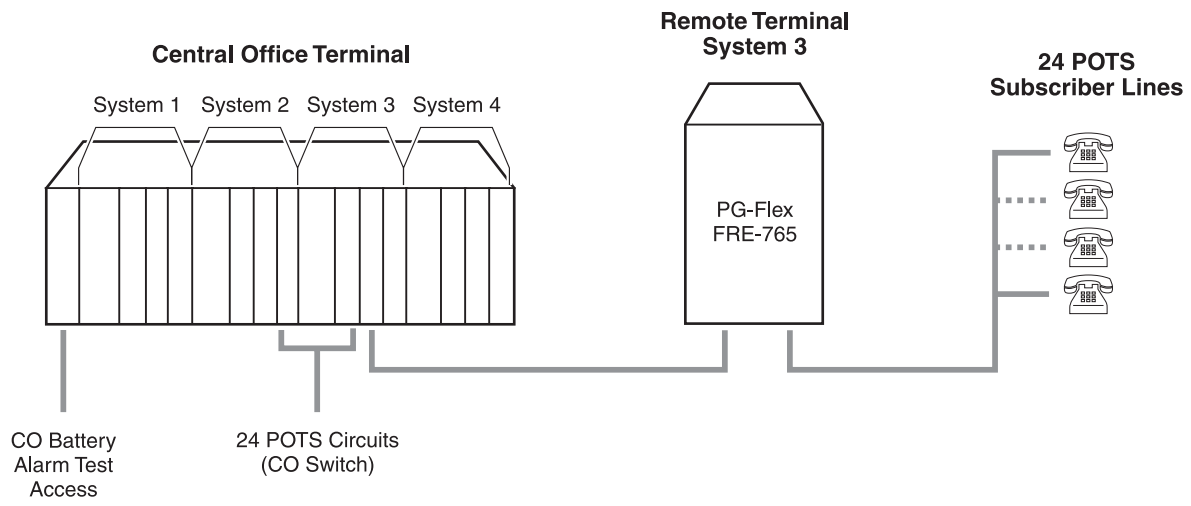 Remote Terminal
System 3
Central Office Terminal
24 POTS
Subscriber Lines
System 1
System 2
System 3
System 4
PG-Flex
FRE-765
CO Battery
Alarm Test
Access
24 POTS Circuits
(CO Switch)